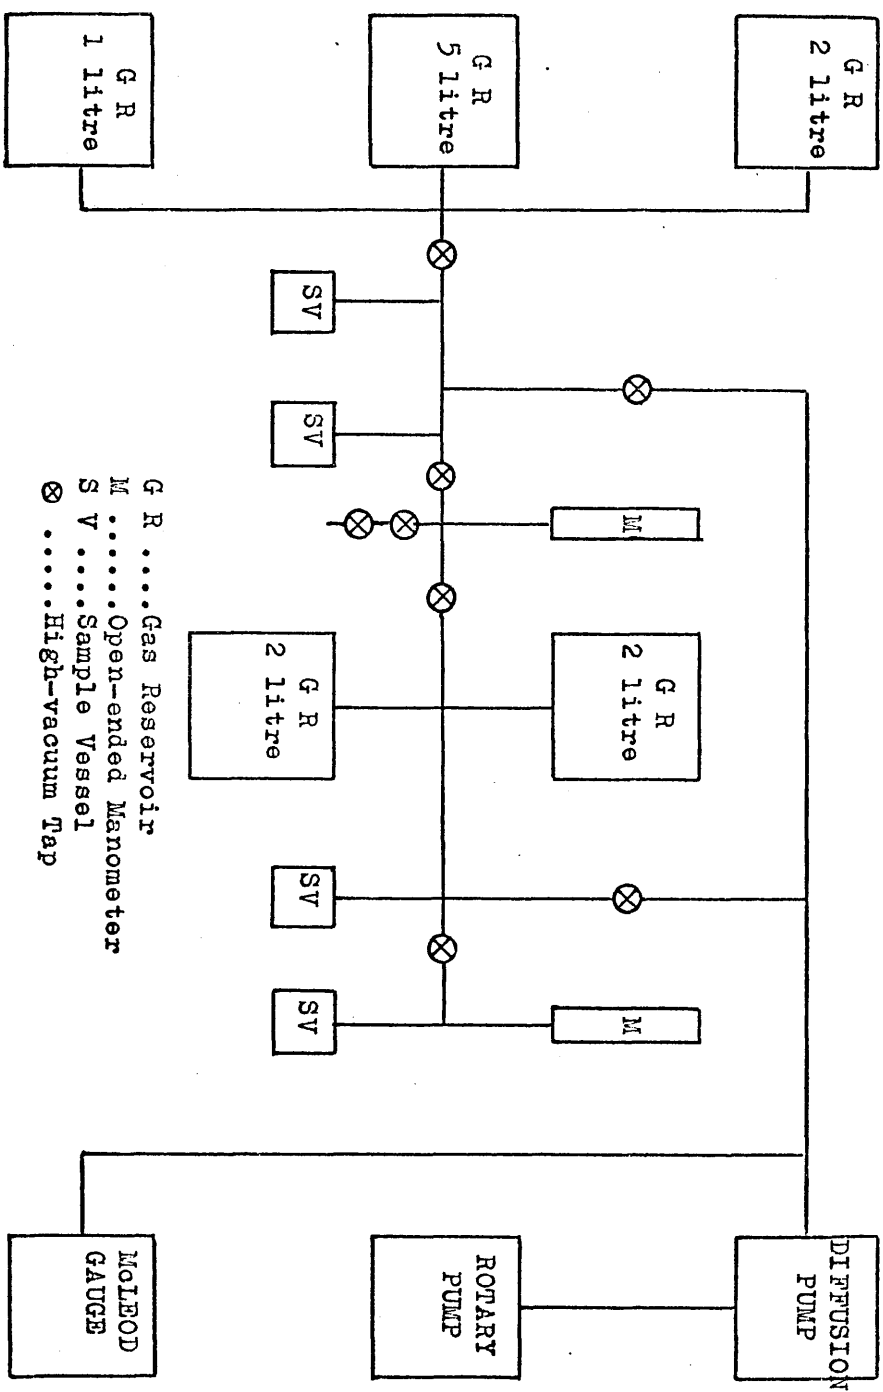 G R
2 litre
DIFFUSION
PUMP
M
G R
2 litre
M
G R
5 litre
ROTARY
PUMP
SV
SV
G R
2 litre
SV
SV
G R
1 litre
G R ....Gas Reservoir
M ......Open-ended Manometer
S V ....Sample Vessel
⊗ .....High-vacuum Tap
McLEOD
GAUGE